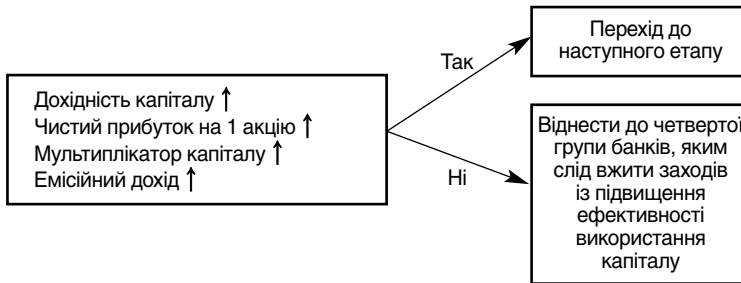 Дохідність капіталу ↑
Чистий прибуток на 1 акцію ↑
Мультиплікатор капіталу ↑
Емісійний дохід ↑
Так
Перехід до
наступного етапу
Ні
Віднести до четвертої
групи банків, яким
слід вжити заходів
із підвищення
ефективності
використання
капіталу